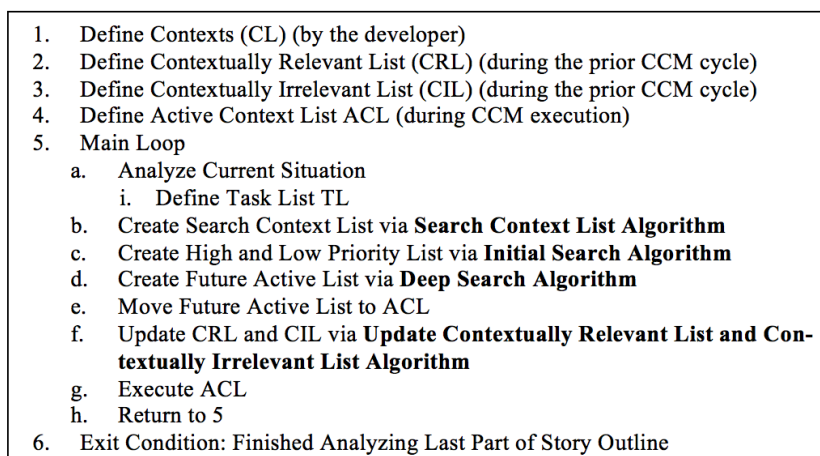 1. Define Contexts (CL) (by the developer)
2. Define Contextually Relevant List (CRL) (during the prior CCM cycle)
3. Define Contextually Irrelevant List (CIL) (during the prior CCM cycle)
4. Define Active Context List ACL (during CCM execution)
5. Main Loop
a. Analyze Current Situation
i. Define Task List TL
b. Create Search Context List via Search Context List Algorithm
c. Create High and Low Priority List via Initial Search Algorithm
d. Create Future Active List via Deep Search Algorithm
e. Move Future Active List to ACL
f. Update CRL and CIL via Update Contextually Relevant List and Con-
textually Irrelevant List Algorithm
g. Execute ACL
h. Return to 5
6. Exit Condition: Finished Analyzing Last Part of Story Outline